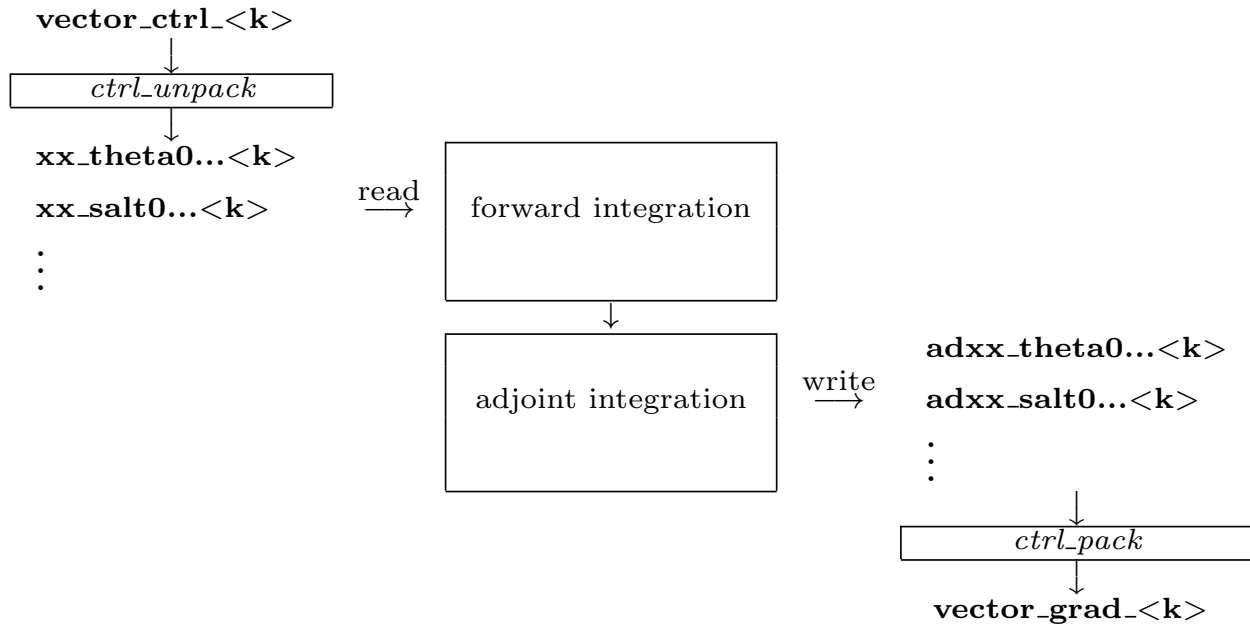 vector_ctrl_<k>
ctrl_unpack
xx_theta0...<k>
xx_salt0...<k>
read
forward integration
adjoint integration
write
adxx_theta0...<k>
adxx_salt0...<k>
ctrl_pack
vector_grad_<k>